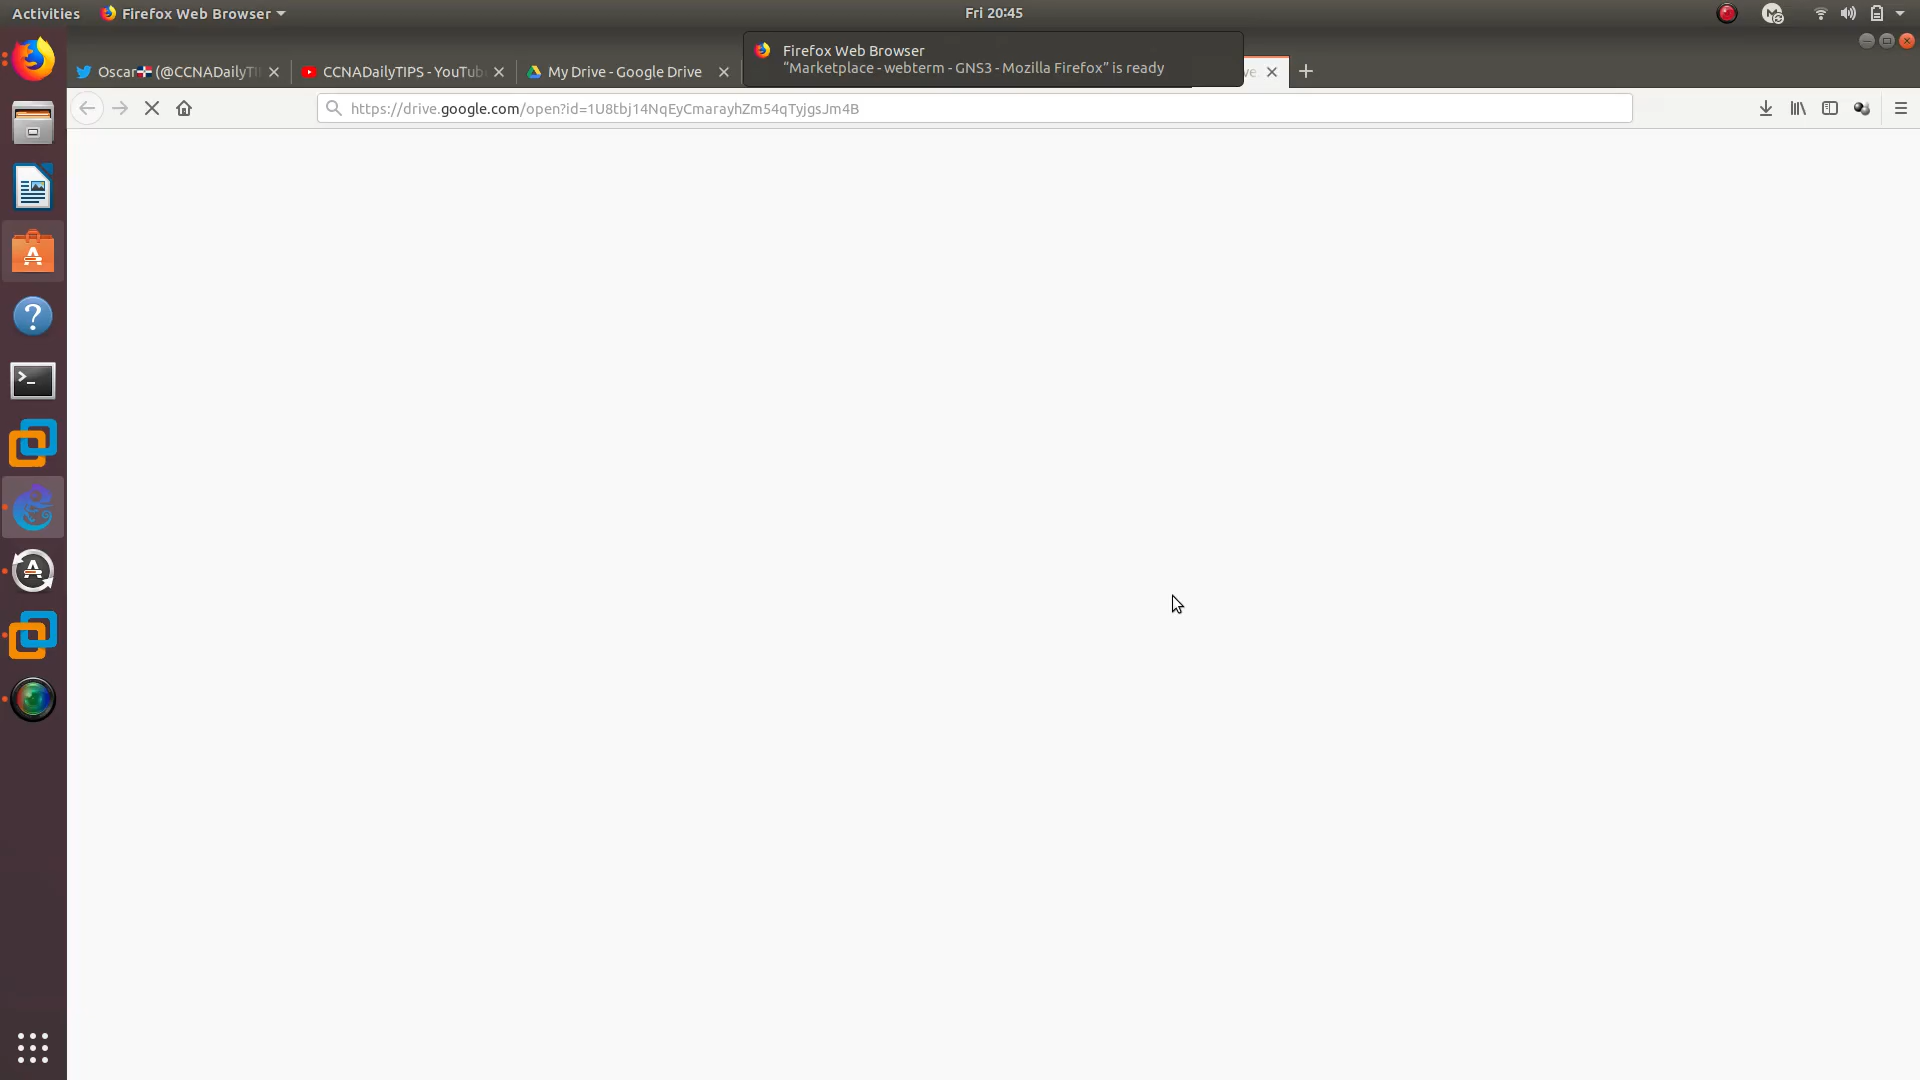 Activities
Firefox Web Browser
Fri 20:45
Oscar🇩🇴 (@CCNADailyTI
CCNADailyTIPS - YouTub
My Drive - Google Drive
Firefox Web Browser
“Marketplace - webterm - GNS3 - Mozilla Firefox” is ready
ve
https://drive.google.com/open?id=1U8tbj14NqEyCmarayhZm54qTyjgsJm4B